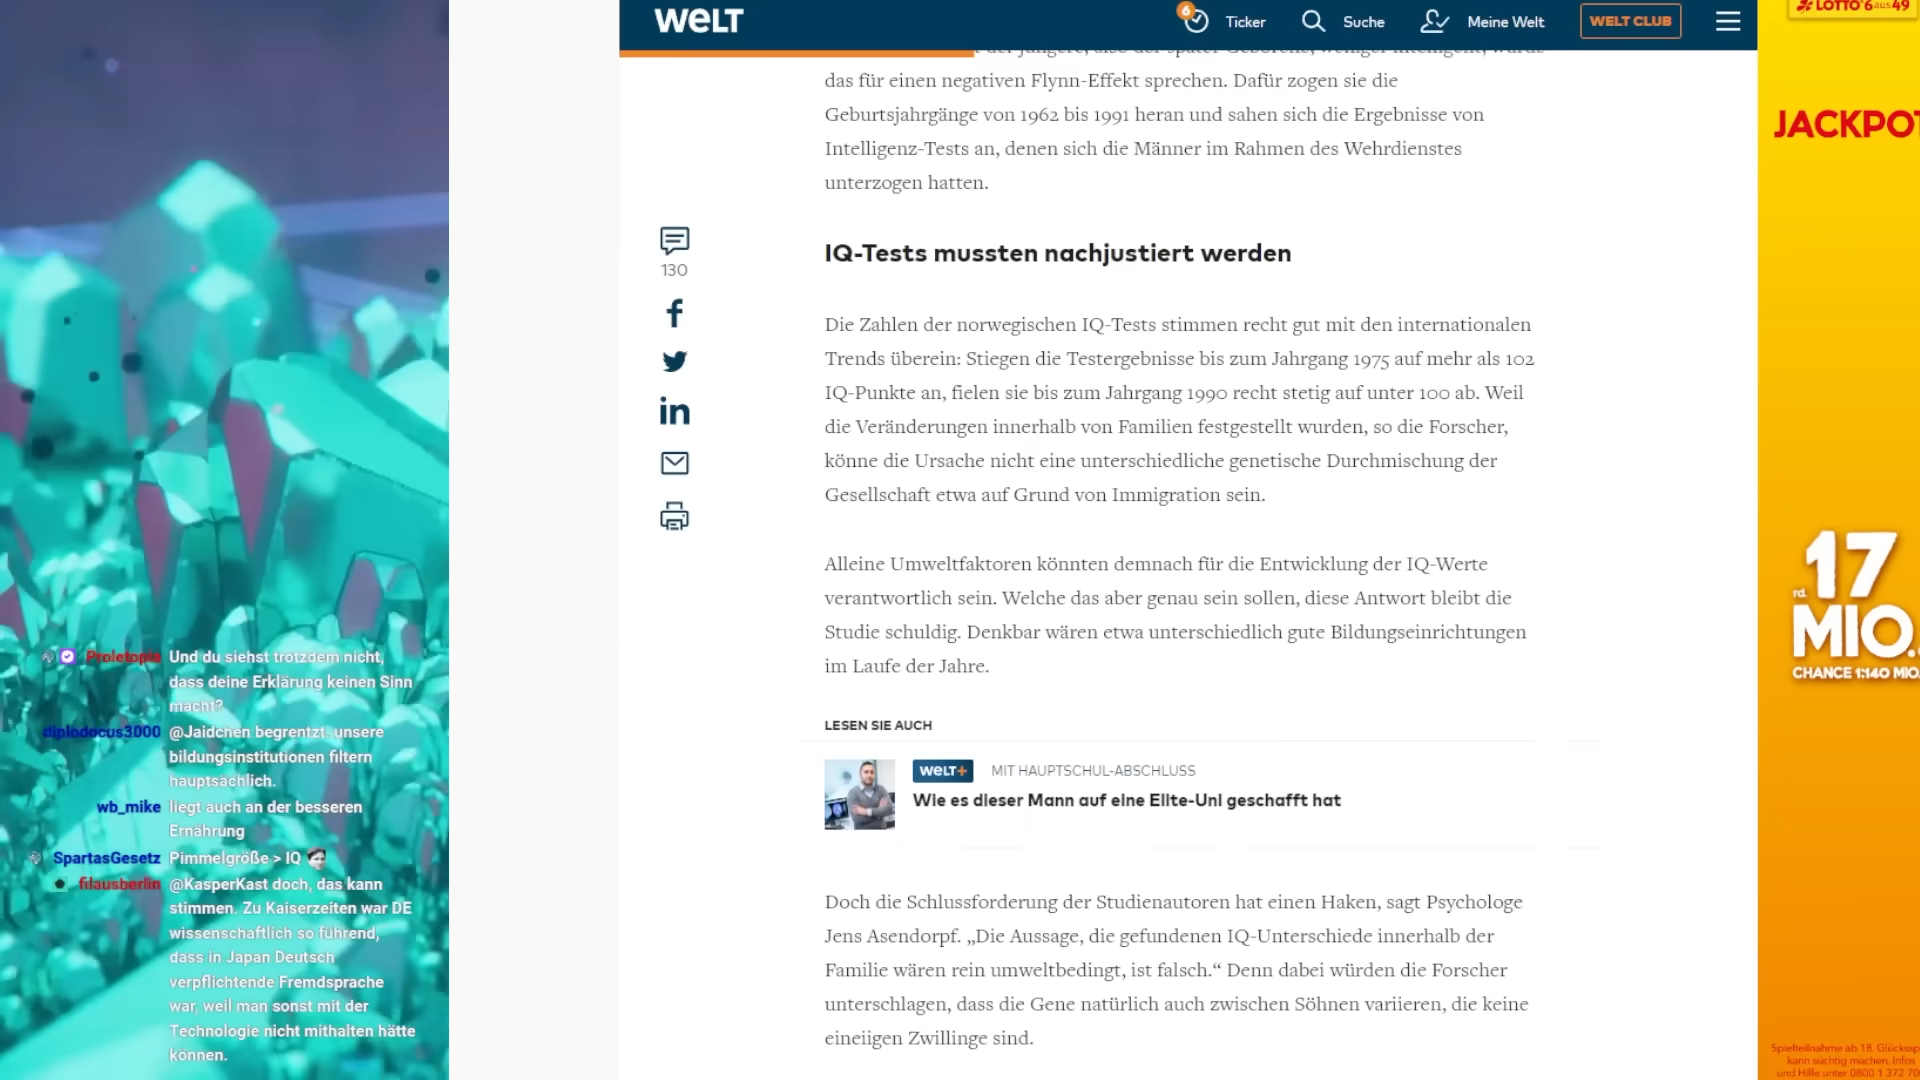 WELT
6
Ticker
Suche
Meine Welt
WELT CLUB
das für einen negativen Flynn-Effekt sprechen. Dafür zogen sie die
Geburtsjahrgänge von 1962 bis 1991 heran und sahen sich die Ergebnisse von
Intelligenz-Tests an, denen sich die Männer im Rahmen des Wehrdienstes
unterzogen hatten.
130
IQ-Tests mussten nachjustiert werden
Die Zahlen der norwegischen IQ-Tests stimmen recht gut mit den internationalen
Trends überein: Stiegen die Testergebnisse bis zum Jahrgang 1975 auf mehr als 102
IQ-Punkte an, fielen sie bis zum Jahrgang 1990 recht stetig auf unter 100 ab. Weil
die Veränderungen innerhalb von Familien festgestellt wurden, so die Forscher,
könne die Ursache nicht eine unterschiedliche genetische Durchmischung der
Gesellschaft etwa auf Grund von Immigration sein.
Alleine Umweltfaktoren könnten demnach für die Entwicklung der IQ-Werte
verantwortlich sein. Welche das aber genau sein sollen, diese Antwort bleibt die
Studie schuldig. Denkbar wären etwa unterschiedlich gute Bildungseinrichtungen
im Laufe der Jahre.
LESEN SIE AUCH
WELT+ MIT HAUPTSCHUL-ABSCHLUSS
Wie es dieser Mann auf eine Elite-Uni geschafft hat
Doch die Schlussforderung der Studienautoren hat einen Haken, sagt Psychologe
Jens Asendorpf. „Die Aussage, die gefundenen IQ-Unterschiede innerhalb der
Familie wären rein umweltbedingt, ist falsch.“ Denn dabei würden die Forscher
unterschlagen, dass die Gene natürlich auch zwischen Söhnen variieren, die keine
eineiigen Zwillinge sind.
Proletopia Und du siehst trotzdem nicht,
dass deine Erklärung keinen Sinn
macht?
diplodocus3000 @Jaidchen begrentzt. unsere
bildungsinstitutionen filtern
hauptsächlich.
wb_mike liegt auch an der besseren
Ernährung
SpartasGesetz Pimmelgröße > IQ
filausberlin @KasperKast doch, das kann
stimmen. Zu Kaiserzeiten war DE
wissenschaftlich so führend,
dass in Japan Deutsch
verpflichtende Fremdsprache
war, weil man sonst mit der
Technologie nicht mithalten hätte
können.
LOTTO 6aus49
JACKPOT
rd. 17
MIO.
CHANCE 1:140 MIO.
Spielteilnahme ab 18. Glückssp
kann süchtig machen. Infos
und Hilfe unter 0800 1 372 70